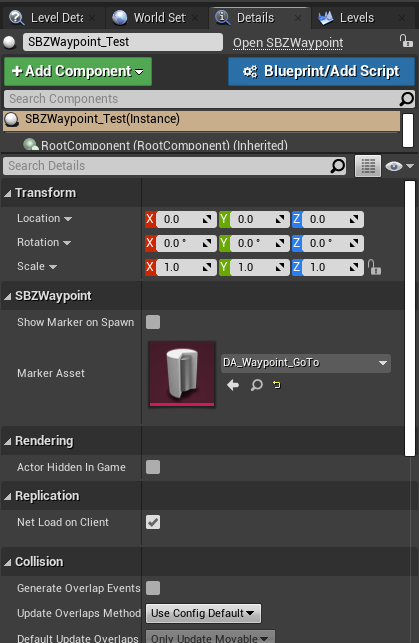 Level Deta
World Set
Details
Levels
SBZWaypoint_Test
Open SBZWaypoint
+ Add Component
Blueprint/Add Script
Search Components
SBZWaypoint_Test(Instance)
RootComponent (RootComponent) (Inherited)
Search Details
Transform
Location X 0.0 Y 0.0 Z 0.0
Rotation X 0.0 ° Y 0.0 ° Z 0.0 °
Scale X 1.0 Y 1.0 Z 1.0
SBZWaypoint
Show Marker on Spawn
Marker Asset DA_Waypoint_GoTo
Rendering
Actor Hidden In Game
Replication
Net Load on Client
Collision
Generate Overlap Events
Update Overlaps Method Use Config Default
Default Update Overlaps Only Update Movable